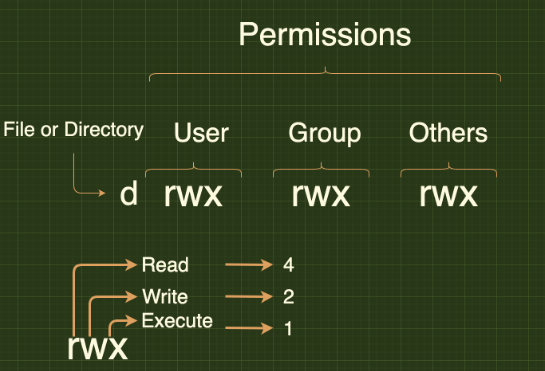 Permissions
File or Directory User Group Others
d rwx rwx rwx
Read 4
Write 2
Execute 1
rwx